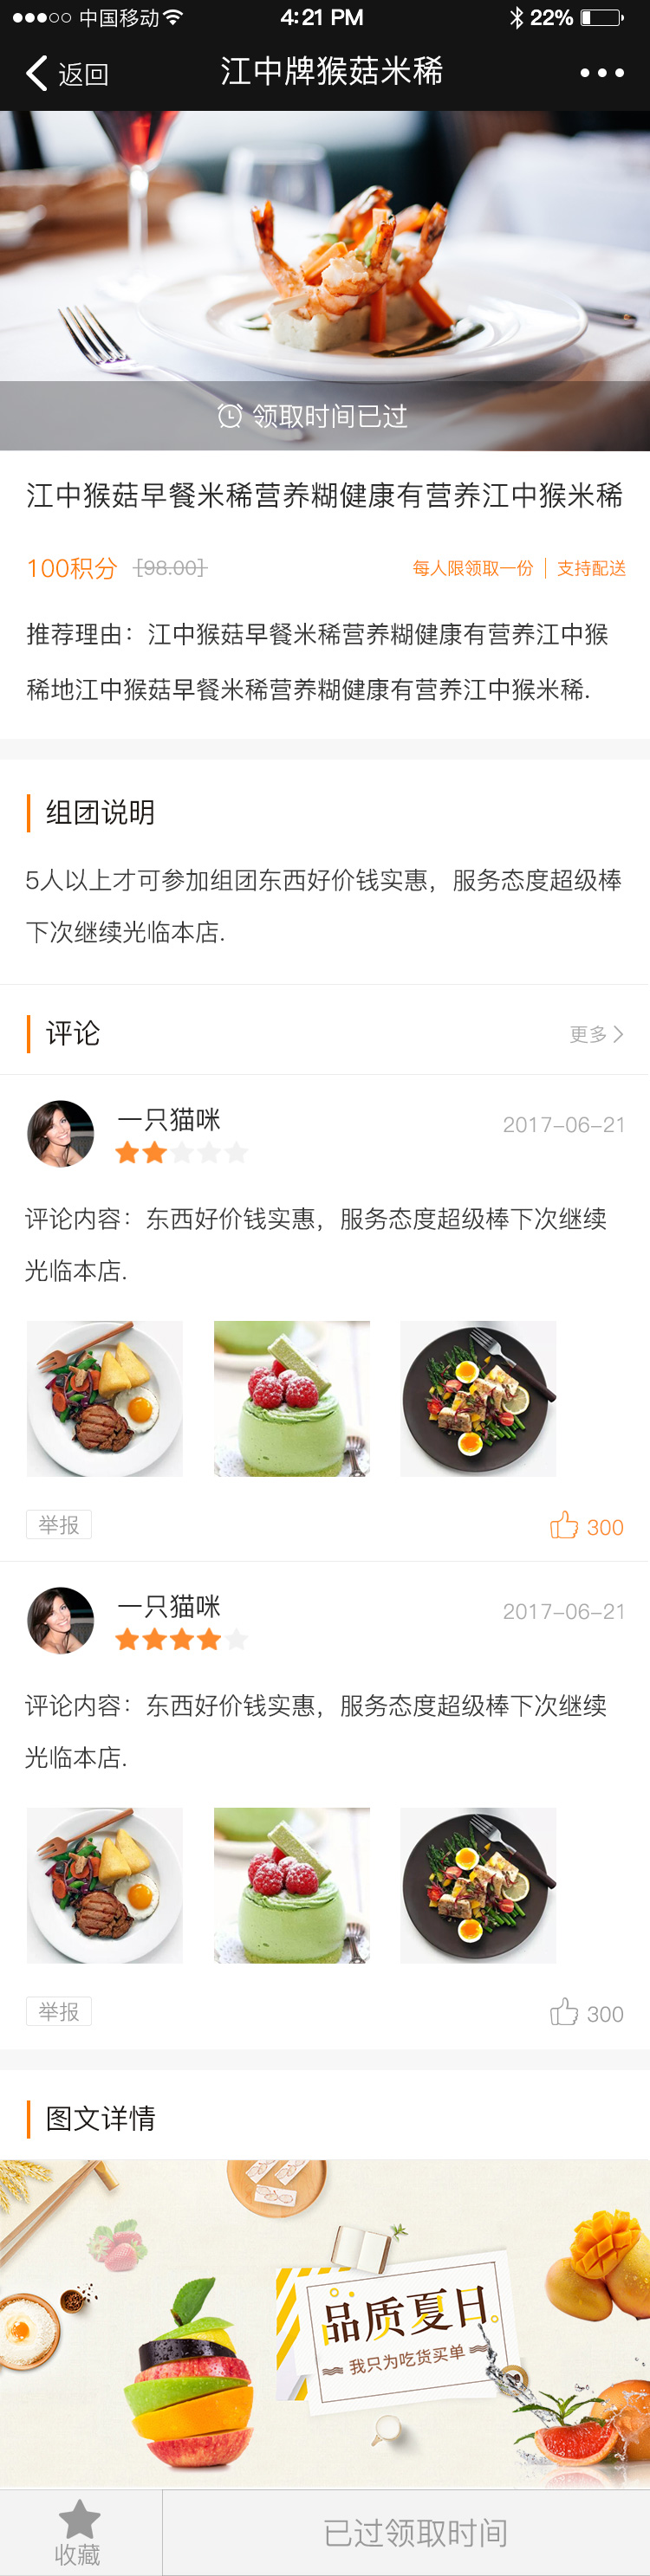 中国移动 4:21 PM 22%
返回 江中牌猴菇米稀
领取时间已过
江中猴菇早餐米稀营养糊健康有营养江中猴米稀
100积分 [98.00] 每人限领取一份 支持配送
推荐理由：江中猴菇早餐米稀营养糊健康有营养江中猴
稀地江中猴菇早餐米稀营养糊健康有营养江中猴米稀.
组团说明
5人以上才可参加组团东西好价钱实惠，服务态度超级棒
下次继续光临本店.
评论 更多
一只猫咪 2017-06-21
评论内容：东西好价钱实惠，服务态度超级棒下次继续
光临本店.
举报 300
一只猫咪 2017-06-21
评论内容：东西好价钱实惠，服务态度超级棒下次继续
光临本店.
举报 300
图文详情
品质夏日
我只为吃货买单
收藏 已过领取时间